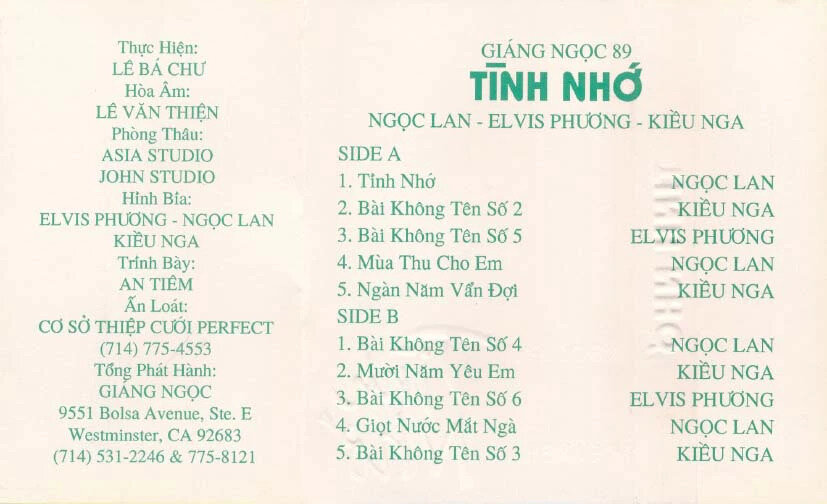 Thực Hiện:
LÊ BÁ CHƯ
Hòa Âm:
LÊ VĂN THIỆN
Phòng Thâu:
ASIA STUDIO
JOHN STUDIO
Hình Bìa:
ELVIS PHƯƠNG - NGỌC LAN
KIỀU NGA
Trình Bày:
AN TIÊM
Ấn Loát:
CƠ SỞ THIỆP CƯỚI PERFECT
(714) 775-4553
Tổng Phát Hành:
GIÁNG NGỌC
9551 Bolsa Avenue, Ste. E
Westminster, CA 92683
(714) 531-2246 & 775-8121
GIÁNG NGỌC 89
TÌNH NHỚ
NGỌC LAN - ELVIS PHƯƠNG - KIỀU NGA
SIDE A
1. Tình Nhớ NGỌC LAN
2. Bài Không Tên Số 2 KIỀU NGA
3. Bài Không Tên Số 5 ELVIS PHƯƠNG
4. Mùa Thu Cho Em NGỌC LAN
5. Ngàn Năm Vẩn Đợi KIỀU NGA
SIDE B
1. Bài Không Tên Số 4 NGỌC LAN
2. Mười Năm Yêu Em KIỀU NGA
3. Bài Không Tên Số 6 ELVIS PHƯƠNG
4. Giọt Nước Mắt Ngà NGỌC LAN
5. Bài Không Tên Số 3 KIỀU NGA